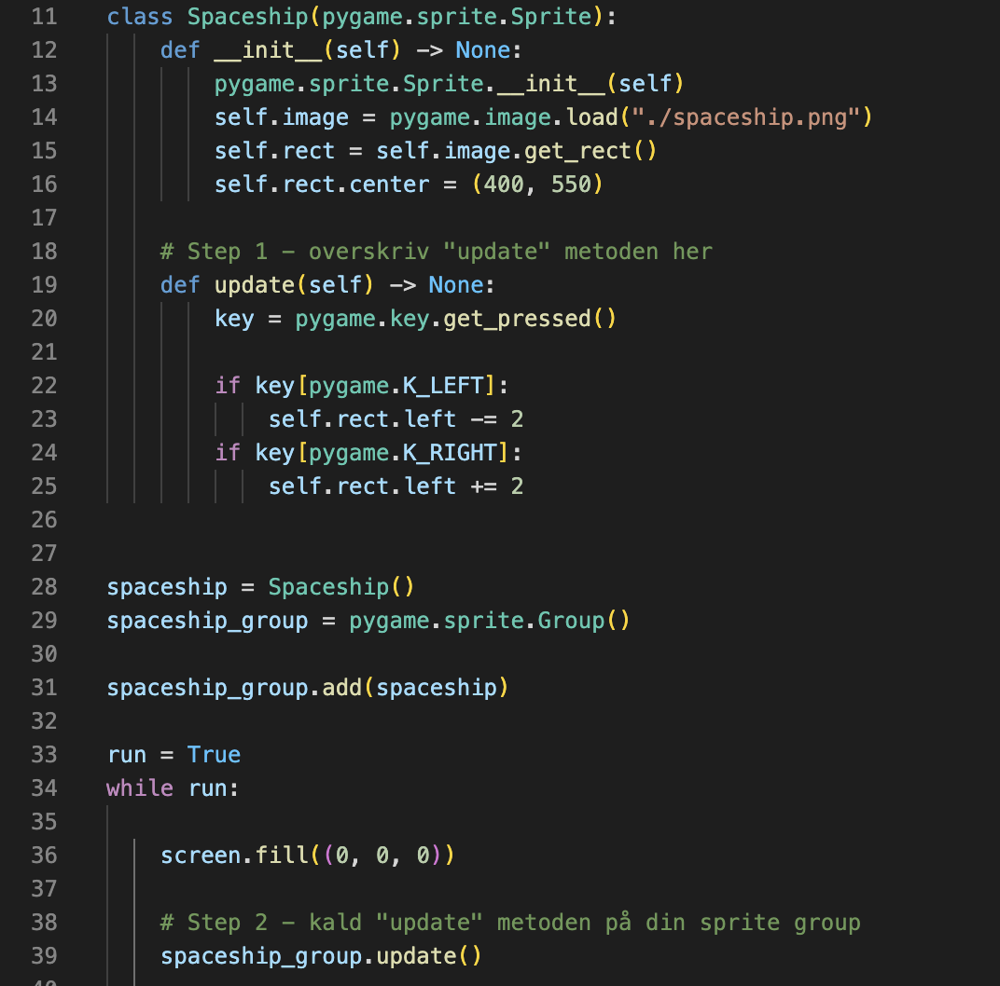 11 class Spaceship(pygame.sprite.Sprite):
12     def __init__(self) -> None:
13         pygame.sprite.Sprite.__init__(self)
14         self.image = pygame.image.load("./spaceship.png")
15         self.rect = self.image.get_rect()
16         self.rect.center = (400, 550)
17
18     # Step 1 - overskriv "update" metoden her
19     def update(self) -> None:
20         key = pygame.key.get_pressed()
21
22         if key[pygame.K_LEFT]:
23             self.rect.left -= 2
24         if key[pygame.K_RIGHT]:
25             self.rect.left += 2
26
27
28 spaceship = Spaceship()
29 spaceship_group = pygame.sprite.Group()
30
31 spaceship_group.add(spaceship)
32
33 run = True
34 while run:
35
36     screen.fill((0, 0, 0))
37
38     # Step 2 - kald "update" metoden på din sprite group
39     spaceship_group.update()